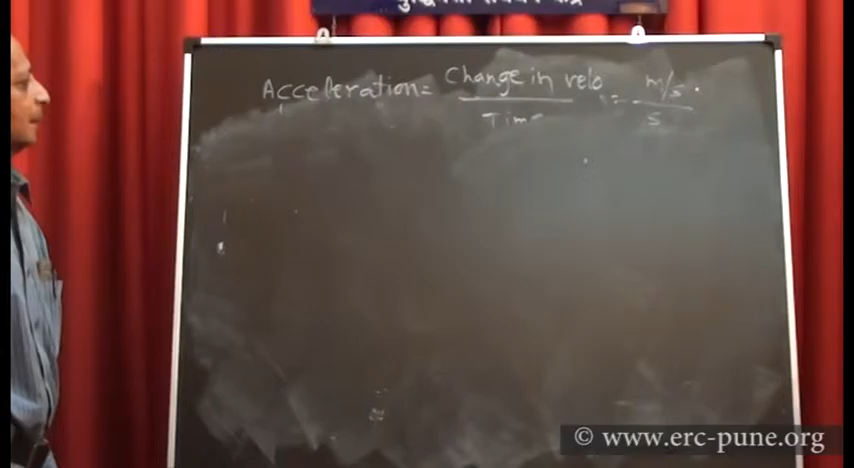 Acceleration = Change in velo = m/s
Time s
© www.erc-pune.org